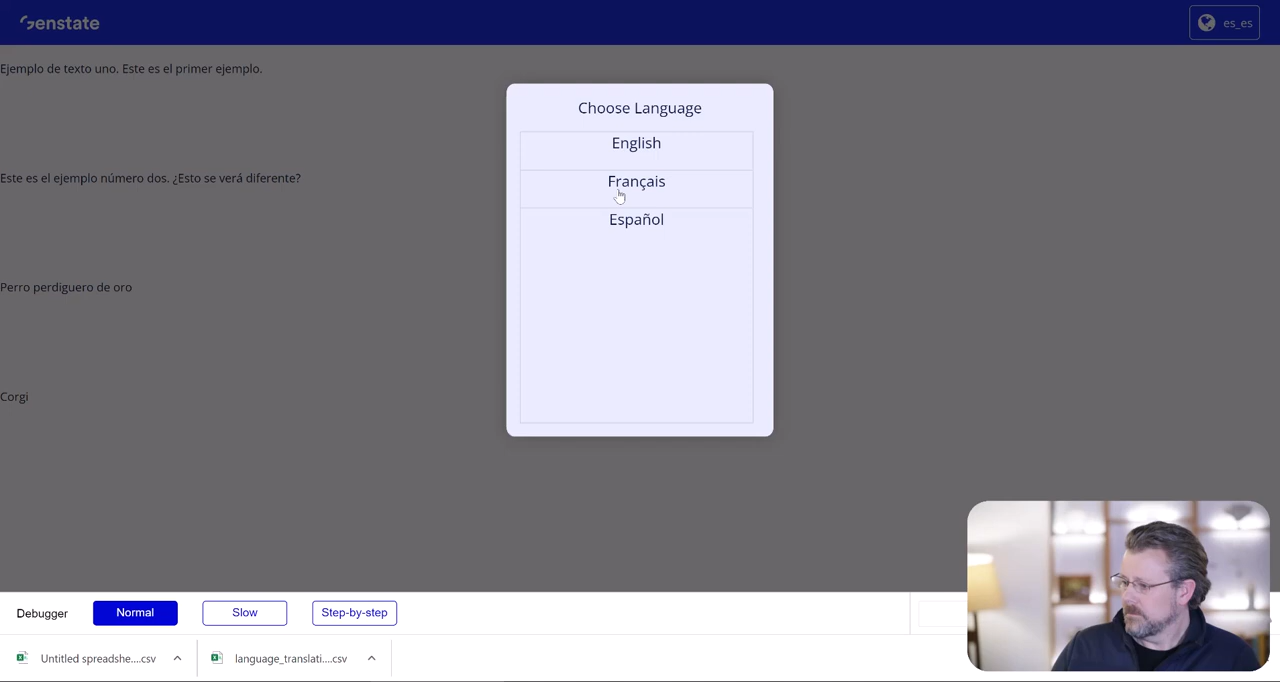 Genstate
es_es
Ejemplo de texto uno. Este es el primer ejemplo.
Choose Language
English
Français
Este es el ejemplo número dos. ¿Esto se verá diferente?
Español
Perro perdiguero de oro
Corgi
Debugger
Normal
Slow
Step-by-step
Untitled spreadshe....csv
language_translati....csv